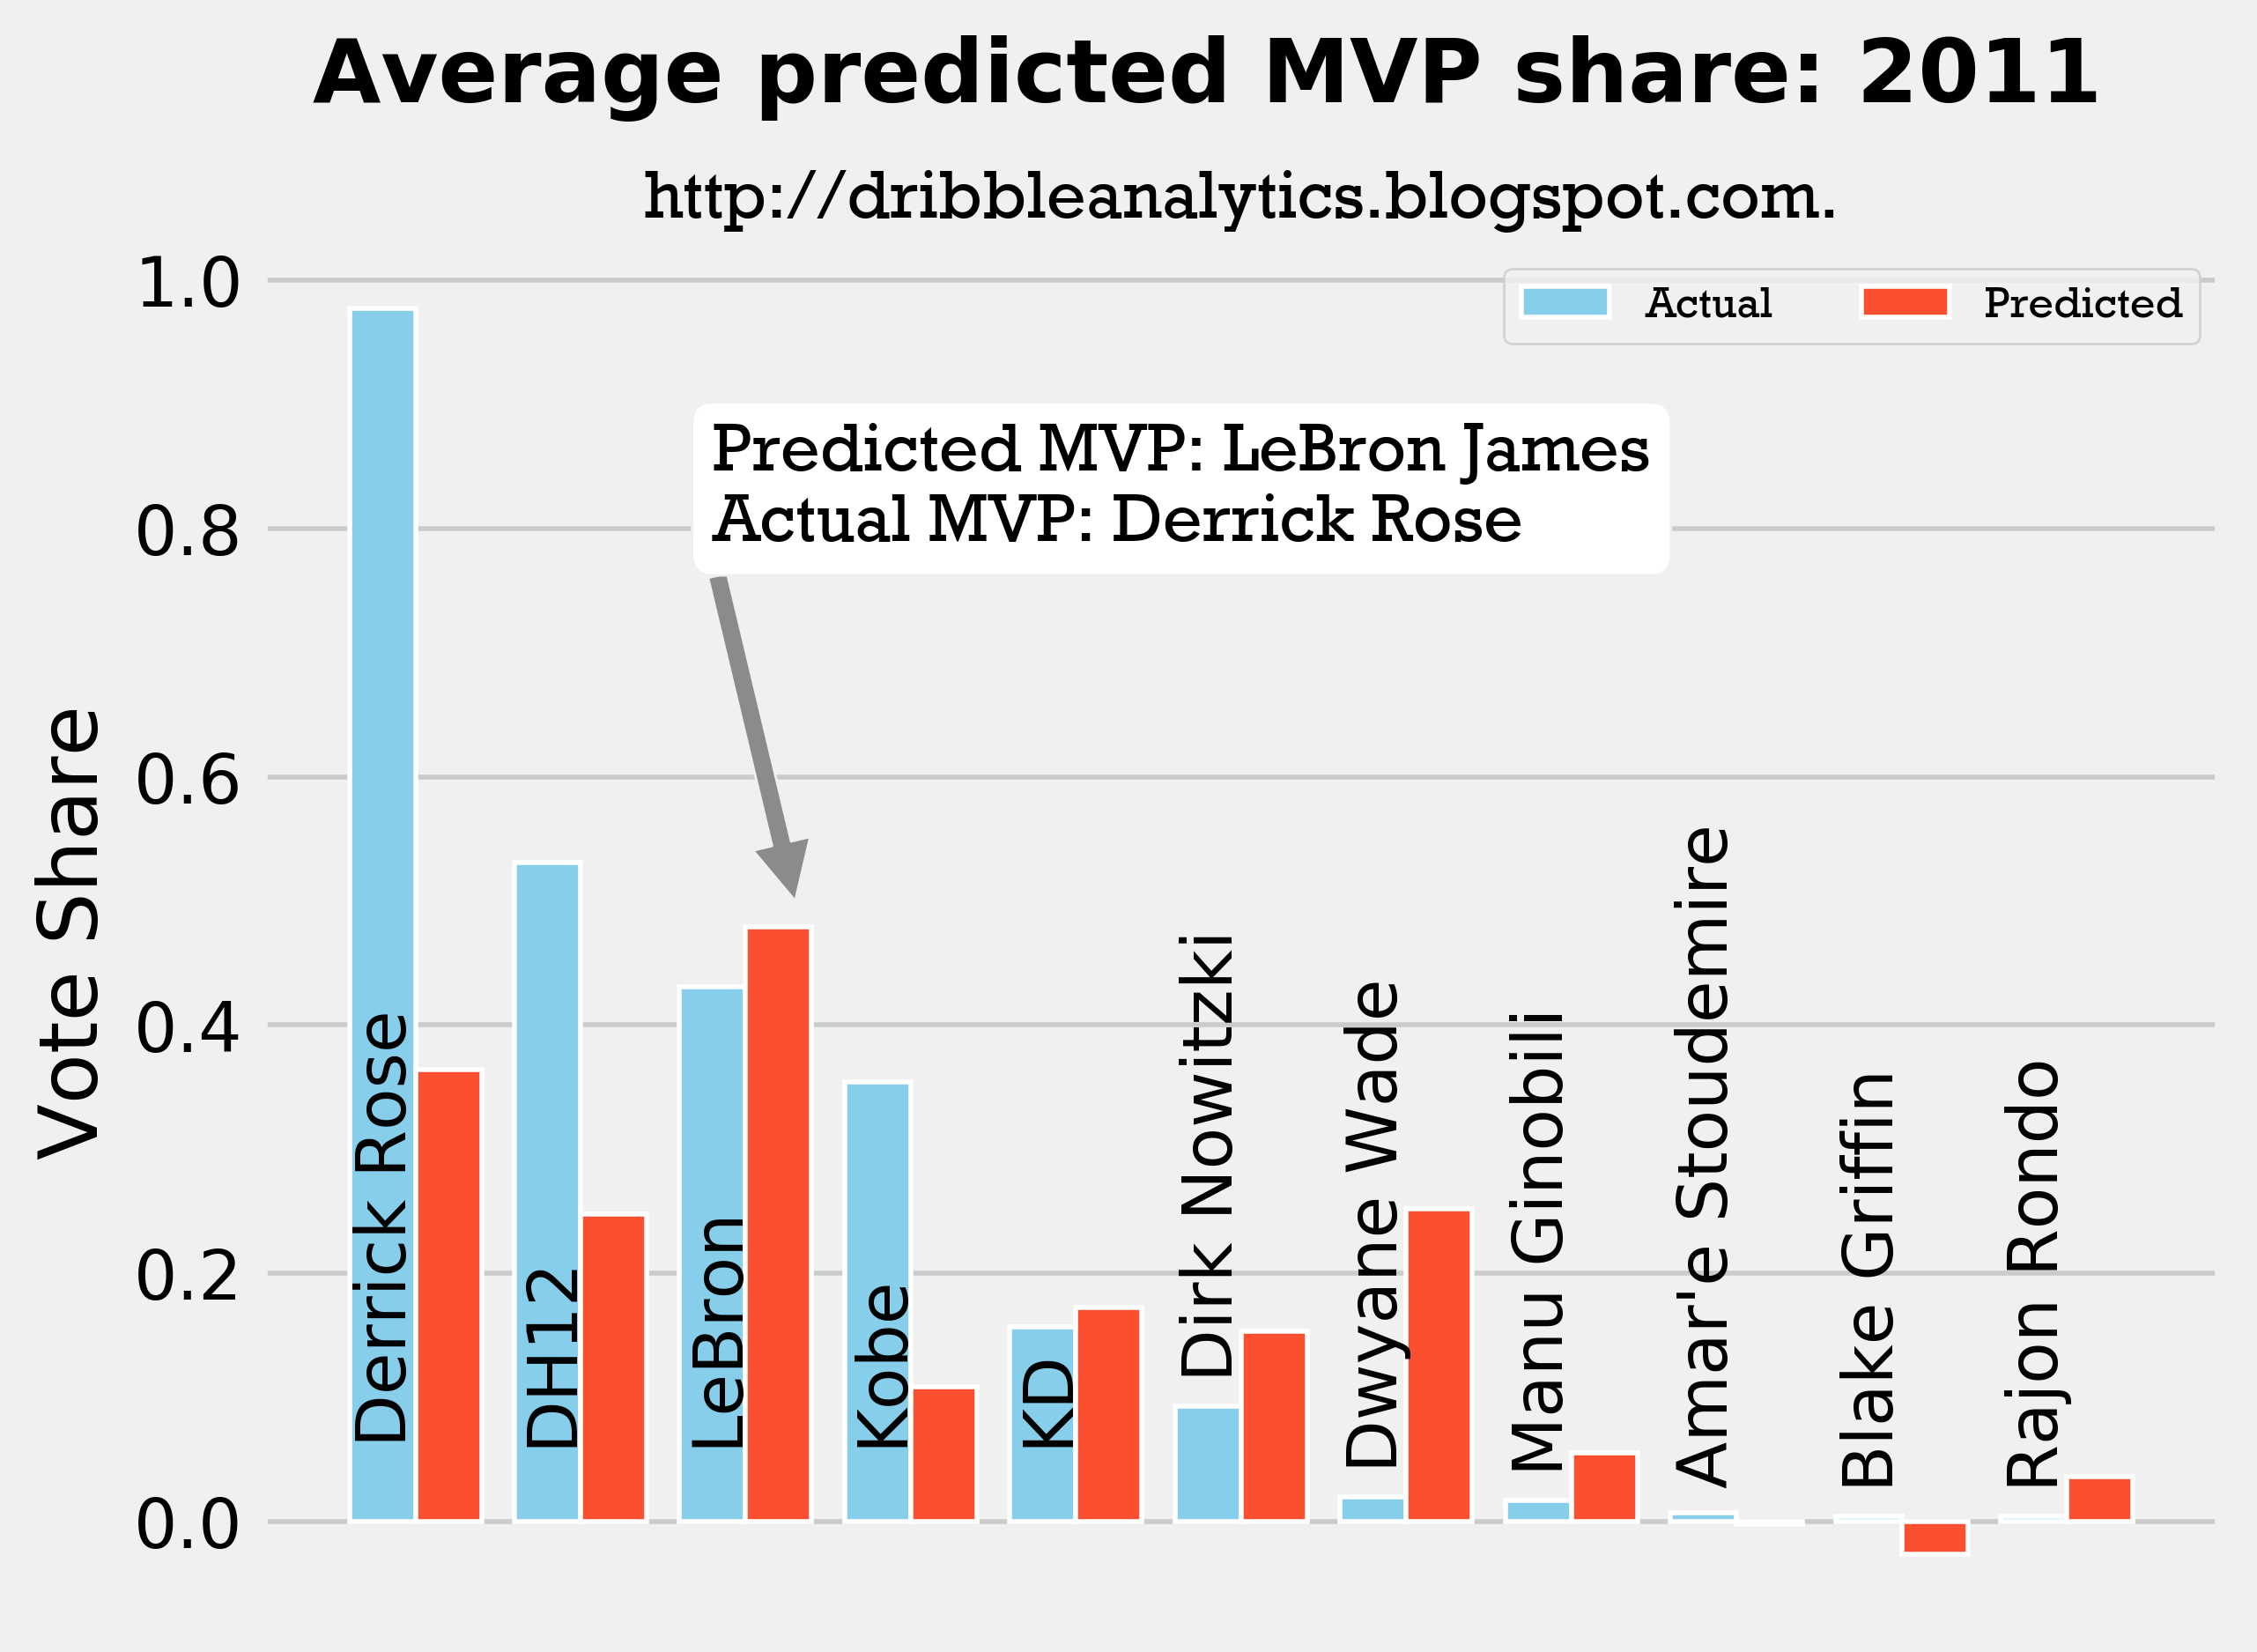 Average predicted MVP share: 2011
http://dribbleanalytics.blogspot.com.
Actual
Predicted
Predicted MVP: LeBron James
Actual MVP: Derrick Rose
Vote Share
1.0
0.8
0.6
0.4
0.2
0.0
Derrick Rose
DH12
LeBron
Kobe
KD
Dirk Nowitzki
Dwyane Wade
Manu Ginobili
Amar'e Stoudemire
Blake Griffin
Rajon Rondo